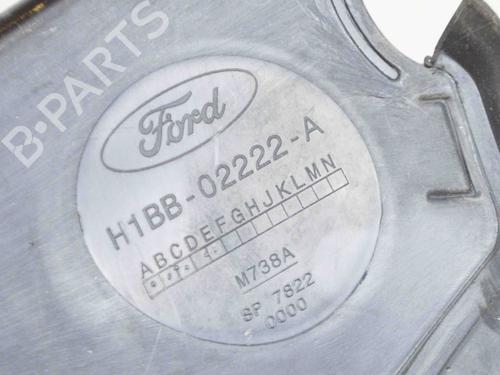 B-PARTS
Ford
H1BB-02222-A
ABCDEFGHJKLMN
M738A
SP 7822
0000